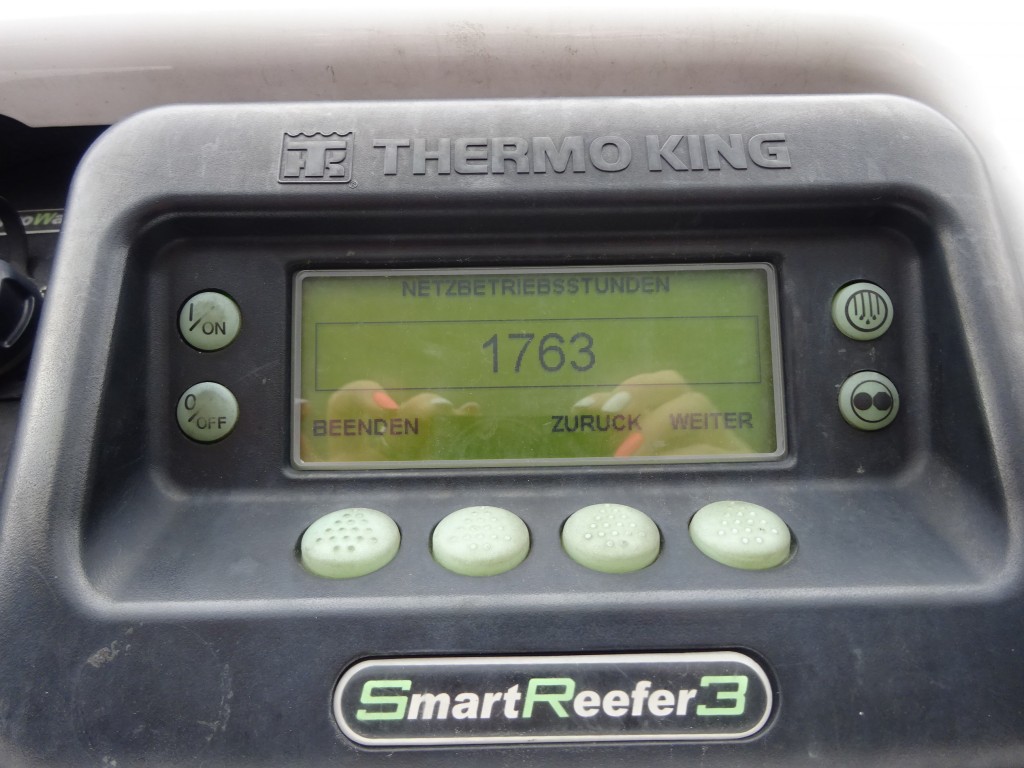 THERMO KING
I/ON
NETZBETRIEBSSTUNDEN
1763
0/OFF
BEENDEN ZURUCK WEITER
SmartReefer3